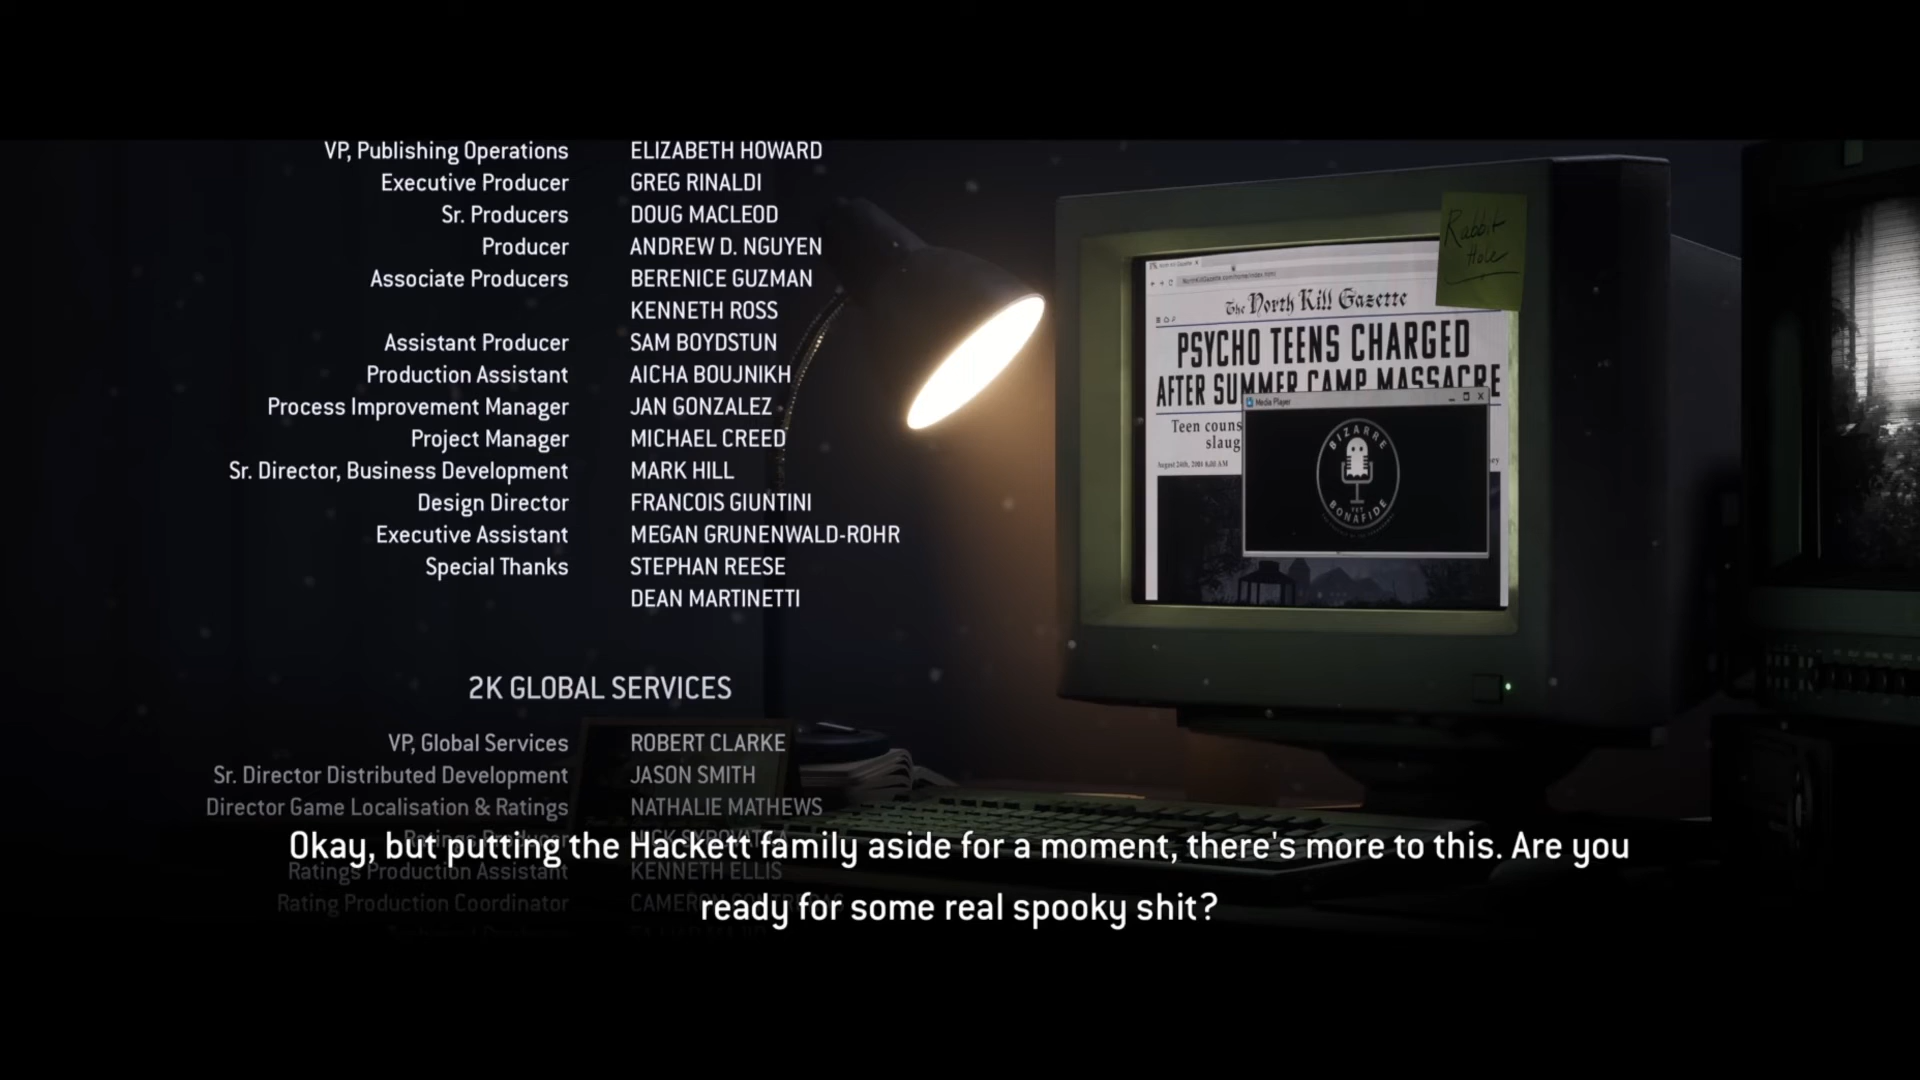 VP, Publishing Operations ELIZABETH HOWARD
Executive Producer GREG RINALDI
Sr. Producers DOUG MACLEOD
Producer ANDREW D. NGUYEN
Associate Producers BERENICE GUZMAN
KENNETH ROSS
Assistant Producer SAM BOYDSTUN
Production Assistant AICHA BOUJNIKH
Process Improvement Manager JAN GONZALEZ
Project Manager MICHAEL CREED
Sr. Director, Business Development MARK HILL
Design Director FRANCOIS GIUNTINI
Executive Assistant MEGAN GRUNENWALD-ROHR
Special Thanks STEPHAN REESE
DEAN MARTINETTI
2K GLOBAL SERVICES
VP, Global Services ROBERT CLARKE
Sr. Director Distributed Development JASON SMITH
Director Game Localisation & Ratings NATHALIE MATHEWS
Ratings Producer
Ratings Production Assistant KENNETH ELLIS
Rating Production Coordinator
Okay, but putting the Hackett family aside for a moment, there's more to this. Are you
ready for some real spooky shit?
Rabbit
Hole
The North Kill Gazette
PSYCHO TEENS CHARGED
AFTER SUMMER CAMP MASSACRE
Teen
Media Player
BIZARRE
YET
BONAFIDE